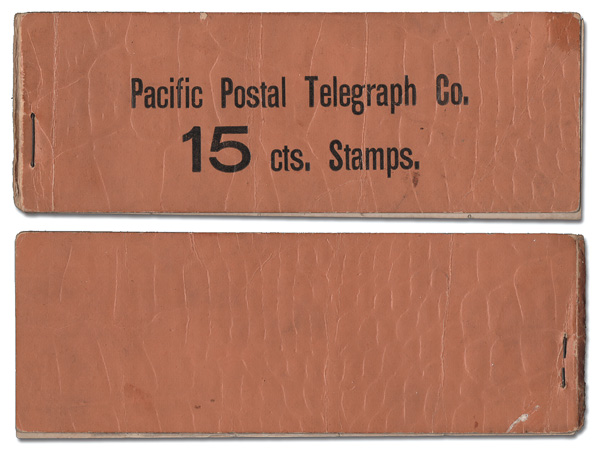 Pacific Postal Telegraph Co.
15 cts. Stamps.